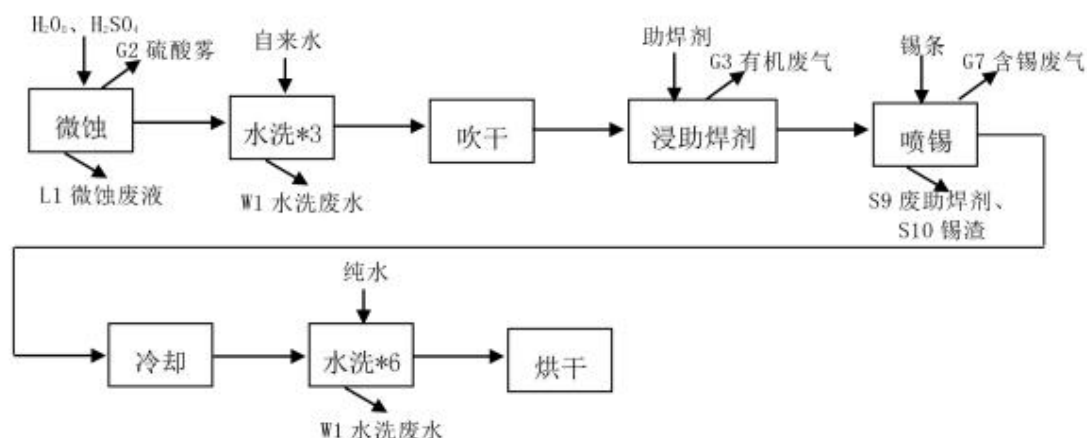 H₂O₂、H₂SO₄
G2 硫酸雾
自来水
助焊剂
G3 有机废气
锡条
G7 含锡废气
微蚀
水洗*3
吹干
浸助焊剂
喷锡
L1 微蚀废液
W1 水洗废水
S9 废助焊剂、
S10 锡渣
纯水
冷却
水洗*6
烘干
W1 水洗废水